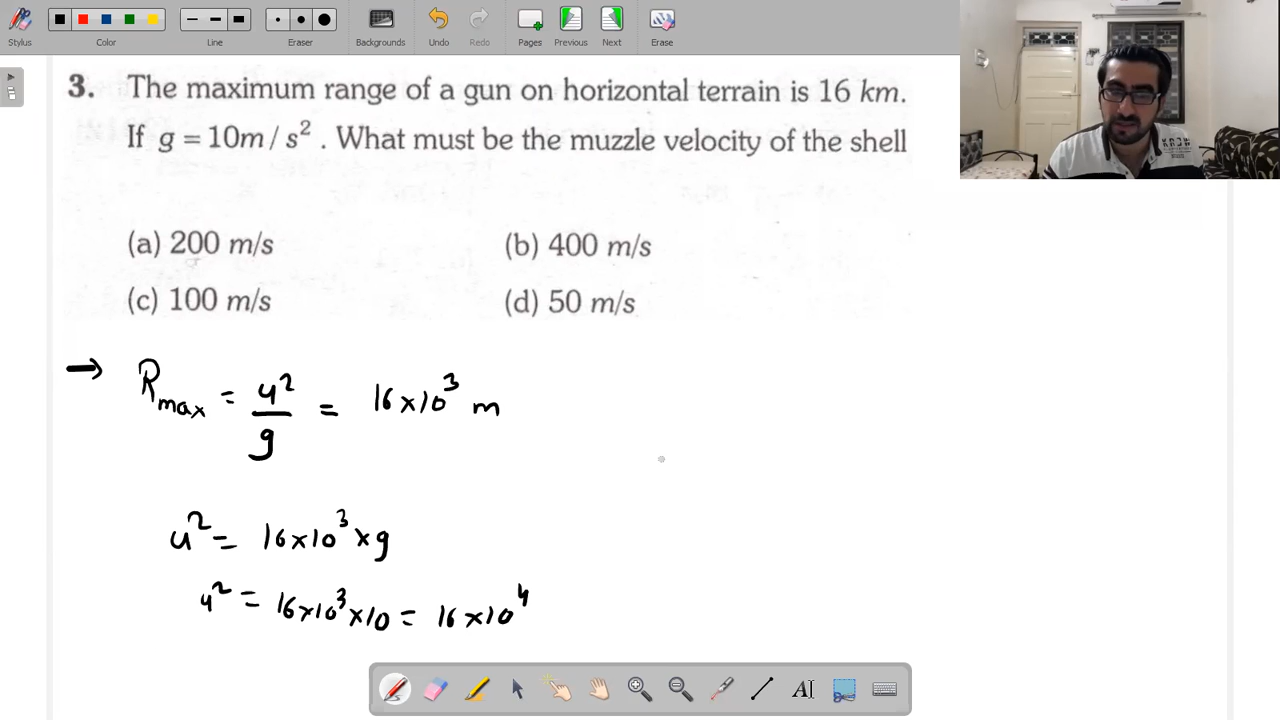 Stylus
Color
Line
Eraser
Backgrounds
Undo
Redo
Pages
Previous
Next
Erase
3. The maximum range of a gun on horizontal terrain is 16 km.
If g = 10m / s² . What must be the muzzle velocity of the shell
(a) 200 m/s (b) 400 m/s
(c) 100 m/s (d) 50 m/s
→ Rmax = u²/g = 16×10³ m
u² = 16×10³×g
u² = 16×10³×10 = 16×10⁴
AI